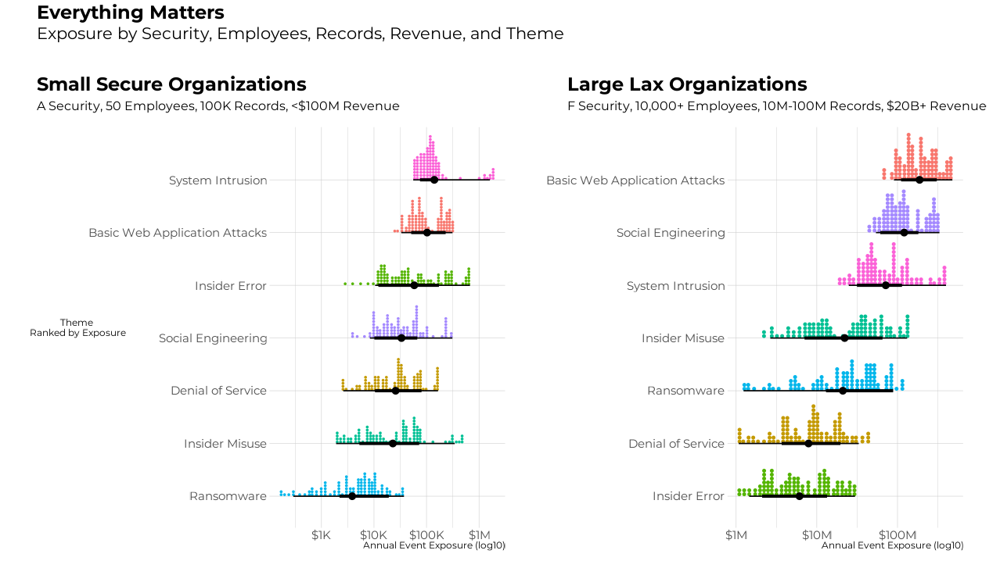 Everything Matters
Exposure by Security, Employees, Records, Revenue, and Theme
Small Secure Organizations
A Security, 50 Employees, 100K Records, <$100M Revenue
System Intrusion
Basic Web Application Attacks
Insider Error
Theme
Ranked by Exposure
Social Engineering
Denial of Service
Insider Misuse
Ransomware
$1K $10K $100K $1M
Annual Event Exposure (log10)
Large Lax Organizations
F Security, 10,000+ Employees, 10M-100M Records, $20B+ Revenue
Basic Web Application Attacks
Social Engineering
System Intrusion
Insider Misuse
Ransomware
Denial of Service
Insider Error
$1M $10M $100M
Annual Event Exposure (log10)